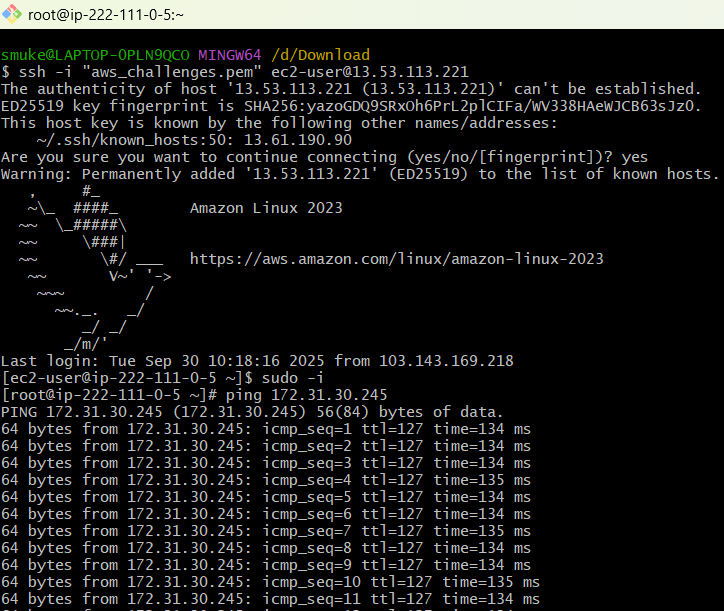 root@ip-222-111-0-5:~
smuke@LAPTOP-0PLN9QCO MINGW64 /d/Download
$ ssh -i "aws_challenges.pem" ec2-user@13.53.113.221
The authenticity of host '13.53.113.221 (13.53.113.221)' can't be established.
ED25519 key fingerprint is SHA256:yazoGDQ9SRxOh6PrL2plCIFa/WV338HAeWJCB63sJz0.
This host key is known by the following other names/addresses:
    ~/.ssh/known_hosts:50: 13.61.190.90
Are you sure you want to continue connecting (yes/no/[fingerprint])? yes
Warning: Permanently added '13.53.113.221' (ED25519) to the list of known hosts.
   ,     #_
   ~\_  ####_        Amazon Linux 2023
  ~~  \_#####\
  ~~     \###|
  ~~       \#/ ___   https://aws.amazon.com/linux/amazon-linux-2023
   ~~       V~' '->
    ~~~         /
      ~~._.   _/
         _/ _/
       _/m/'
Last login: Tue Sep 30 10:18:16 2025 from 103.143.169.218
[ec2-user@ip-222-111-0-5 ~]$ sudo -i
[root@ip-222-111-0-5 ~]# ping 172.31.30.245
PING 172.31.30.245 (172.31.30.245) 56(84) bytes of data.
64 bytes from 172.31.30.245: icmp_seq=1 ttl=127 time=134 ms
64 bytes from 172.31.30.245: icmp_seq=2 ttl=127 time=134 ms
64 bytes from 172.31.30.245: icmp_seq=3 ttl=127 time=134 ms
64 bytes from 172.31.30.245: icmp_seq=4 ttl=127 time=135 ms
64 bytes from 172.31.30.245: icmp_seq=5 ttl=127 time=134 ms
64 bytes from 172.31.30.245: icmp_seq=6 ttl=127 time=134 ms
64 bytes from 172.31.30.245: icmp_seq=7 ttl=127 time=135 ms
64 bytes from 172.31.30.245: icmp_seq=8 ttl=127 time=134 ms
64 bytes from 172.31.30.245: icmp_seq=9 ttl=127 time=134 ms
64 bytes from 172.31.30.245: icmp_seq=10 ttl=127 time=135 ms
64 bytes from 172.31.30.245: icmp_seq=11 ttl=127 time=134 ms